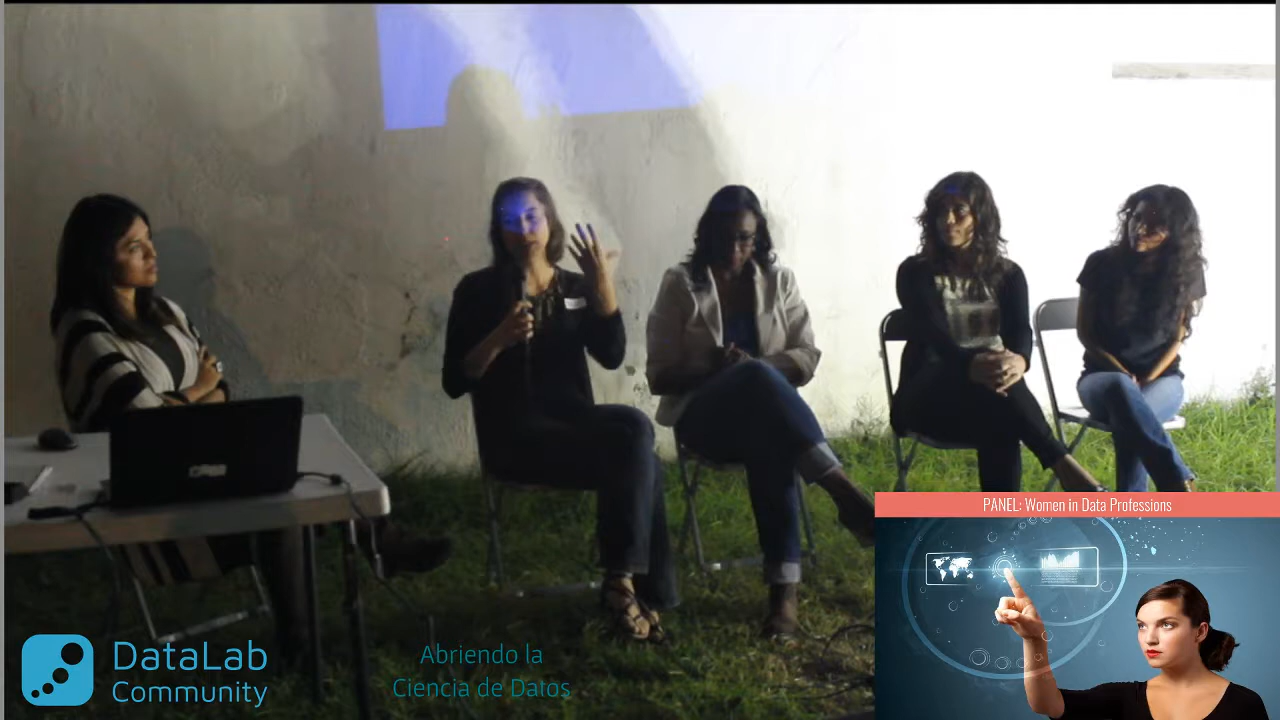 PANEL: Women in Data Professions
DataLab
Community
Abriendo la
Ciencia de Datos